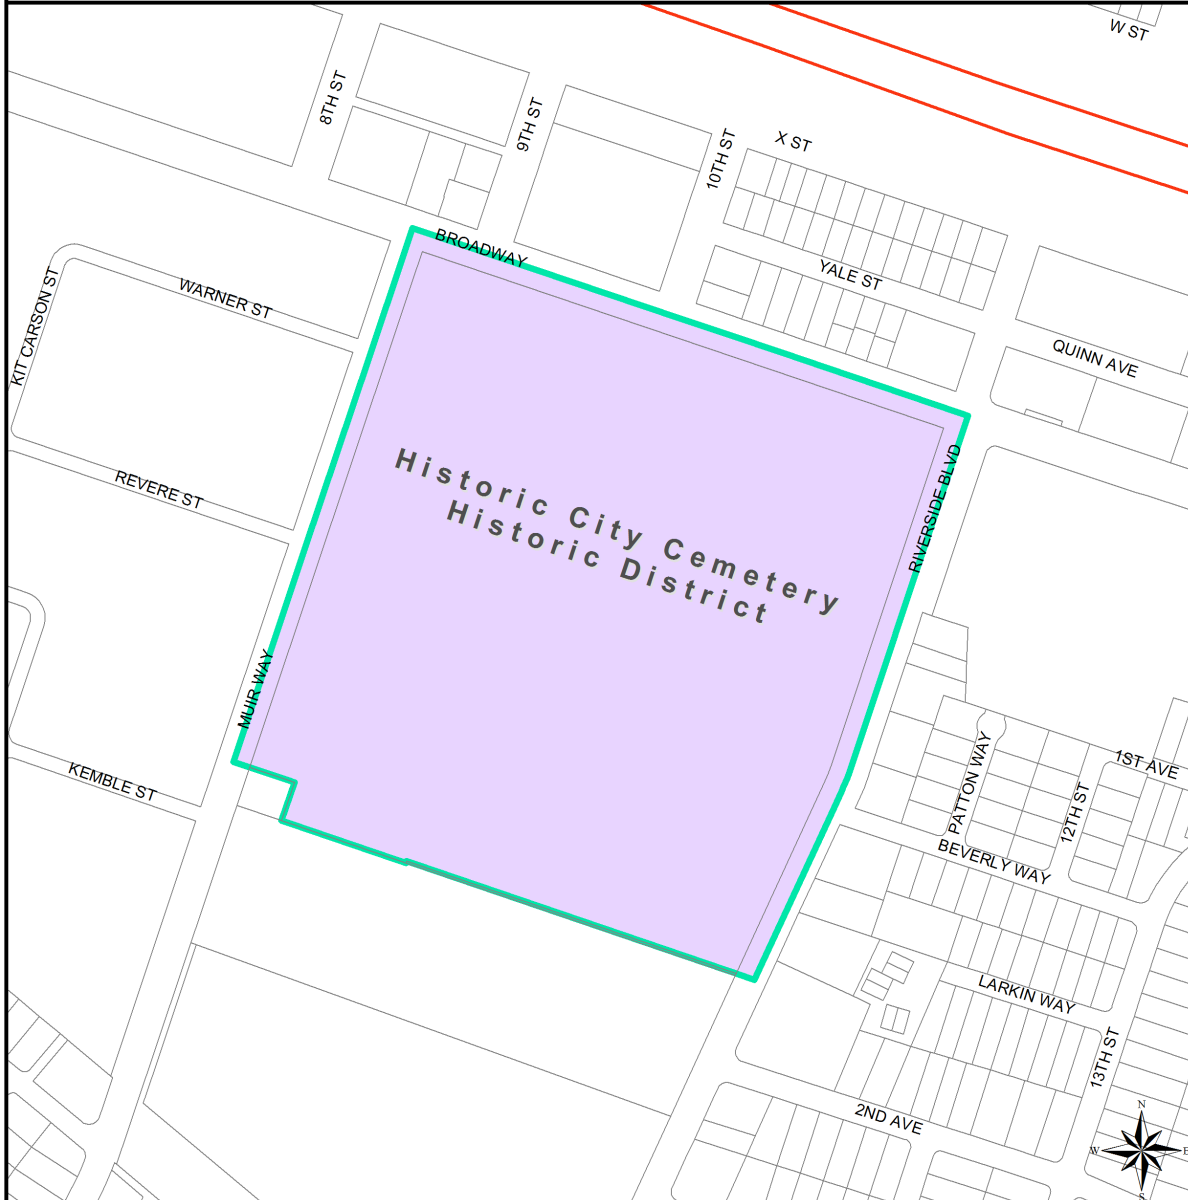 W ST
8TH ST
9TH ST
10TH ST
X ST
BROADWAY
YALE ST
KIT CARSON ST
WARNER ST
QUINN AVE
REVERE ST
Historic City Cemetery
Historic District
RIVERSIDE BLVD
MUIR WAY
KEMBLE ST
PATTON WAY
1ST AVE
12TH ST
BEVERLY WAY
LARKIN WAY
13TH ST
2ND AVE
N
W
E
S